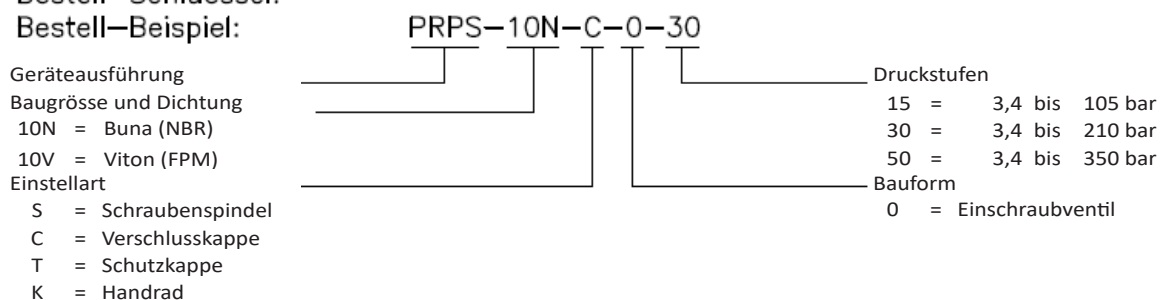 Bestell-Schluessel:
Bestell-Beispiel: PRPS-10N-C-0-30
Geräteausführung
Baugrösse und Dichtung
10N = Buna (NBR)
10V = Viton (FPM)
Einstellart
S = Schraubenspindel
C = Verschlusskappe
T = Schutzkappe
K = Handrad
Druckstufen
15 = 3,4 bis 105 bar
30 = 3,4 bis 210 bar
50 = 3,4 bis 350 bar
Bauform
0 = Einschraubventil